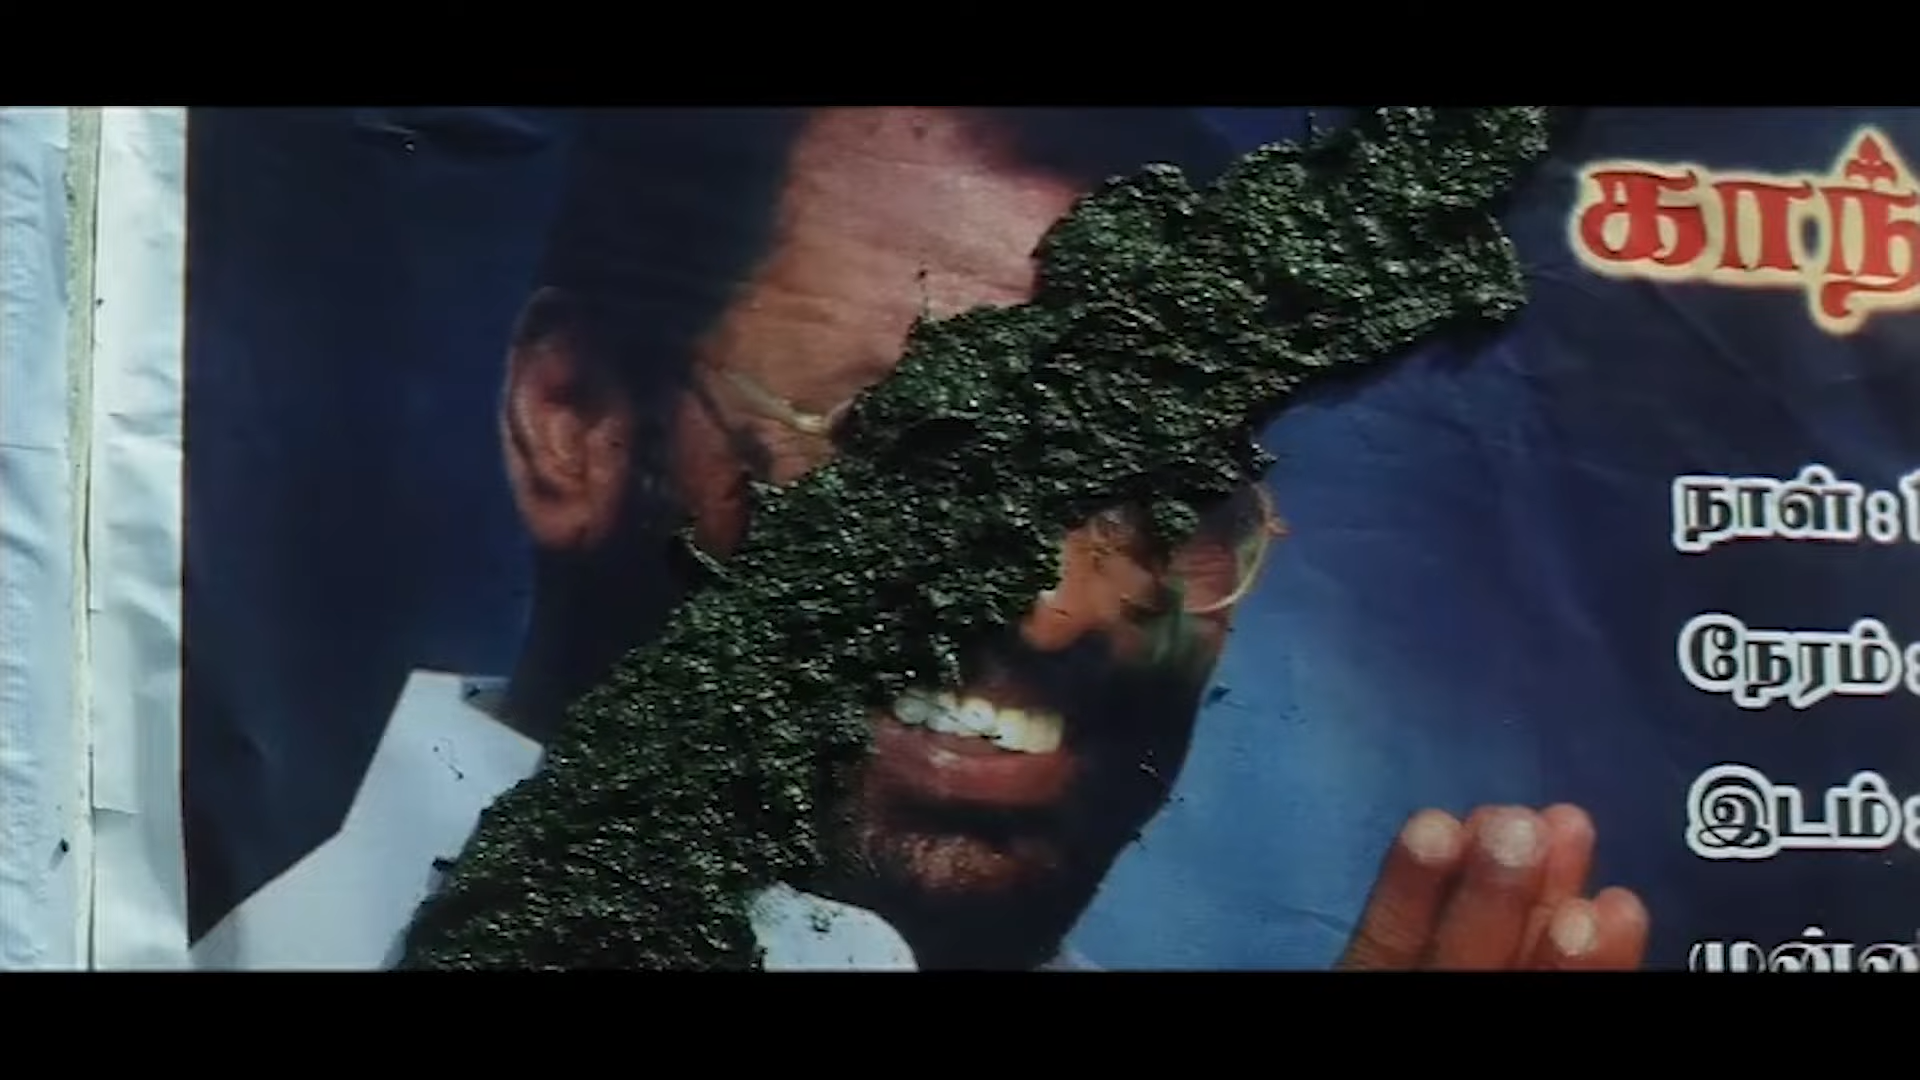 காந்
நாள் :
நேரம் :
இடம் :